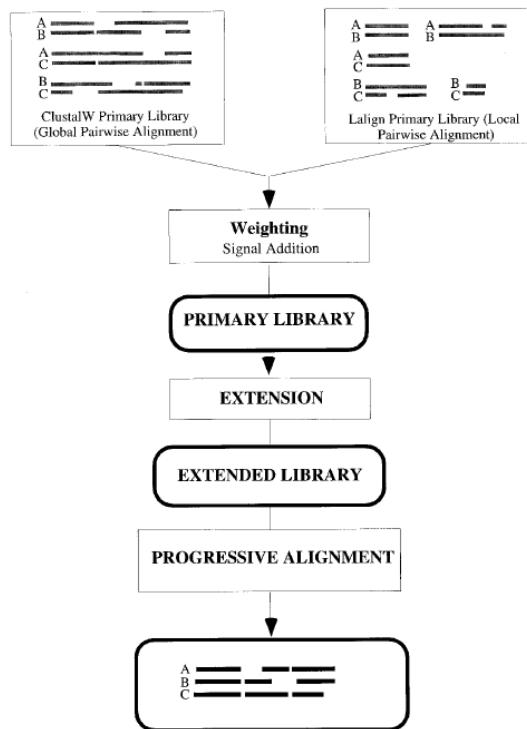 A
B
A
C
B
C
ClustalW Primary Library
(Global Pairwise Alignment)
A
B
A
B
A
C
B
C
B
C
Lalign Primary Library (Local
Pairwise Alignment)
Weighting
Signal Addition
PRIMARY LIBRARY
EXTENSION
EXTENDED LIBRARY
PROGRESSIVE ALIGNMENT
A
B
C